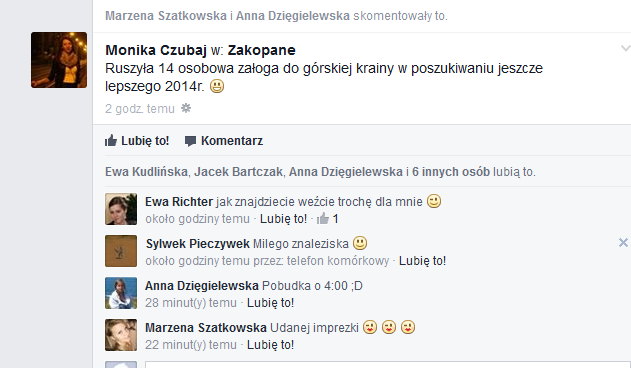 Marzena Szatkowska i Anna Dzięgielewska skomentowały to.
Monika Czubaj w: Zakopane
Ruszyła 14 osobowa załoga do górskiej krainy w poszukiwaniu jeszcze
lepszego 2014r.
2 godz. temu
Lubię to! Komentarz
Ewa Kudlińska, Jacek Bartczak, Anna Dzięgielewska i 6 innych osób lubią to.
Ewa Richter jak znajdziecie weźcie trochę dla mnie
około godziny temu · Lubię to! · 1
Sylwek Pieczywek Milego znaleziska
około godziny temu przez: telefon komórkowy · Lubię to!
Anna Dzięgielewska Pobudka o 4:00 ;D
28 minut(y) temu · Lubię to!
Marzena Szatkowska Udanej imprezki
22 minut(y) temu · Lubię to!